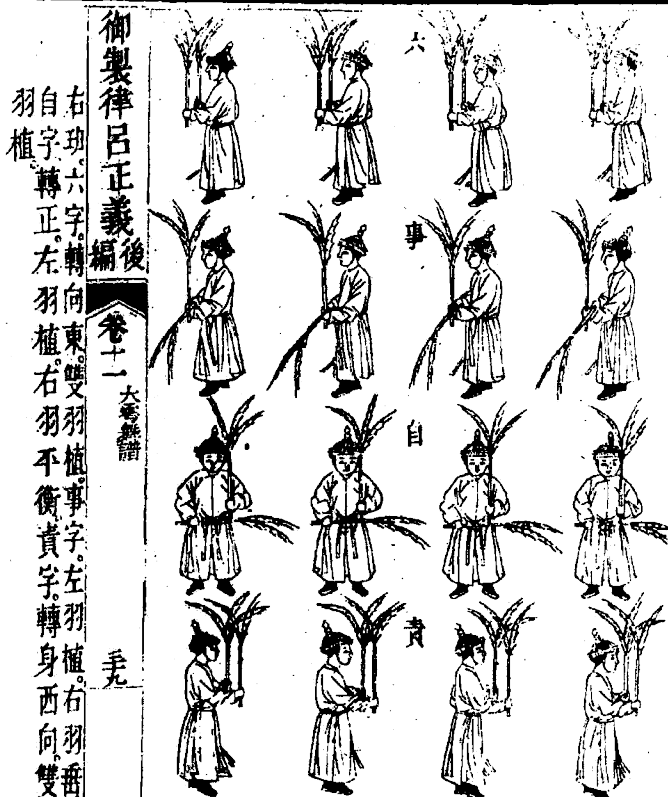 六
事
自
責
御製律呂正義後編
卷十一
大雩舞譜
三十九
右班。六字。轉向東。雙羽植。事字。左羽植。右羽垂
自字。轉正。左羽植。右羽平衡。責字。轉身西向。雙
羽植。